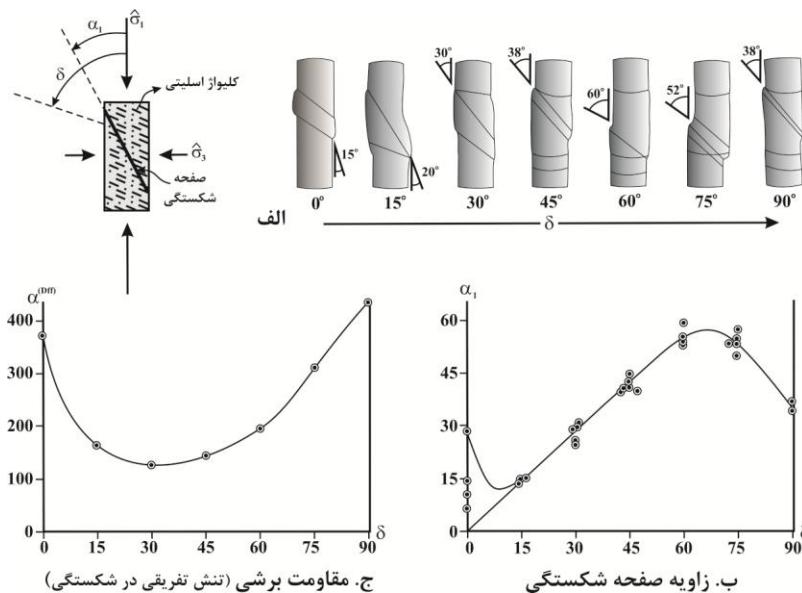 α₁
σ̂₁
δ
کلیواژ اسلیتی
σ̂₃
صفحه
شکستگی
30° 38° 60° 52° 38°
15° 20°
0° 15° 30° 45° 60° 75° 90°
الف
δ
α(Dff)
400
300
200
100
0
0 15 30 45 60 75 90 δ
ج. مقاومت برشی (تنش تفریقی در شکستگی)
α₁
60
45
30
15
0
0 15 30 45 60 75 90 δ
ب. زاویه صفحه شکستگی